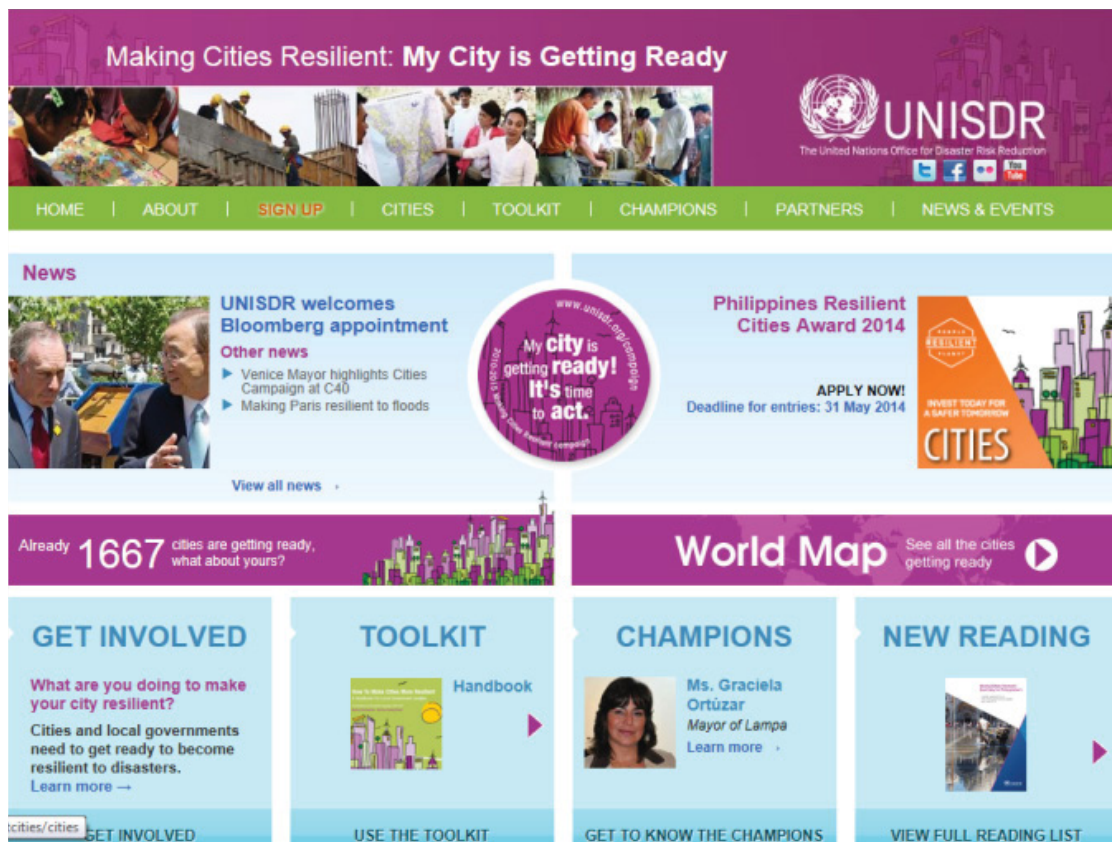 Making Cities Resilient: My City is Getting Ready
UNISDR
The United Nations Office for Disaster Risk Reduction
You
Tube
HOME | ABOUT | SIGN UP | CITIES | TOOLKIT | CHAMPIONS | PARTNERS | NEWS & EVENTS
News
UNISDR welcomes
Bloomberg appointment
Other news
Venice Mayor highlights Cities
Campaign at C40
Making Paris resilient to floods
View all news
www.unisdr.org/campaign
My city is
getting ready!
It's time
to act.
Philippines Resilient
Cities Award 2014
APPLY NOW!
Deadline for entries: 31 May 2014
RESILIENT
INVEST TODAY FOR
A SAFER TOMORROW
CITIES
Already 1667 cities are getting ready,
what about yours?
World Map
See all the cities
getting ready
GET INVOLVED
What are you doing to make
your city resilient?
Cities and local governments
need to get ready to become
resilient to disasters.
Learn more →
GET INVOLVED
tcities/cities
TOOLKIT
How To Make Cities More Resilient
Handbook
USE THE TOOLKIT
CHAMPIONS
Ms. Graciela
Ortúzar
Mayor of Lampa
Learn more
GET TO KNOW THE CHAMPIONS
NEW READING
VIEW FULL READING LIST